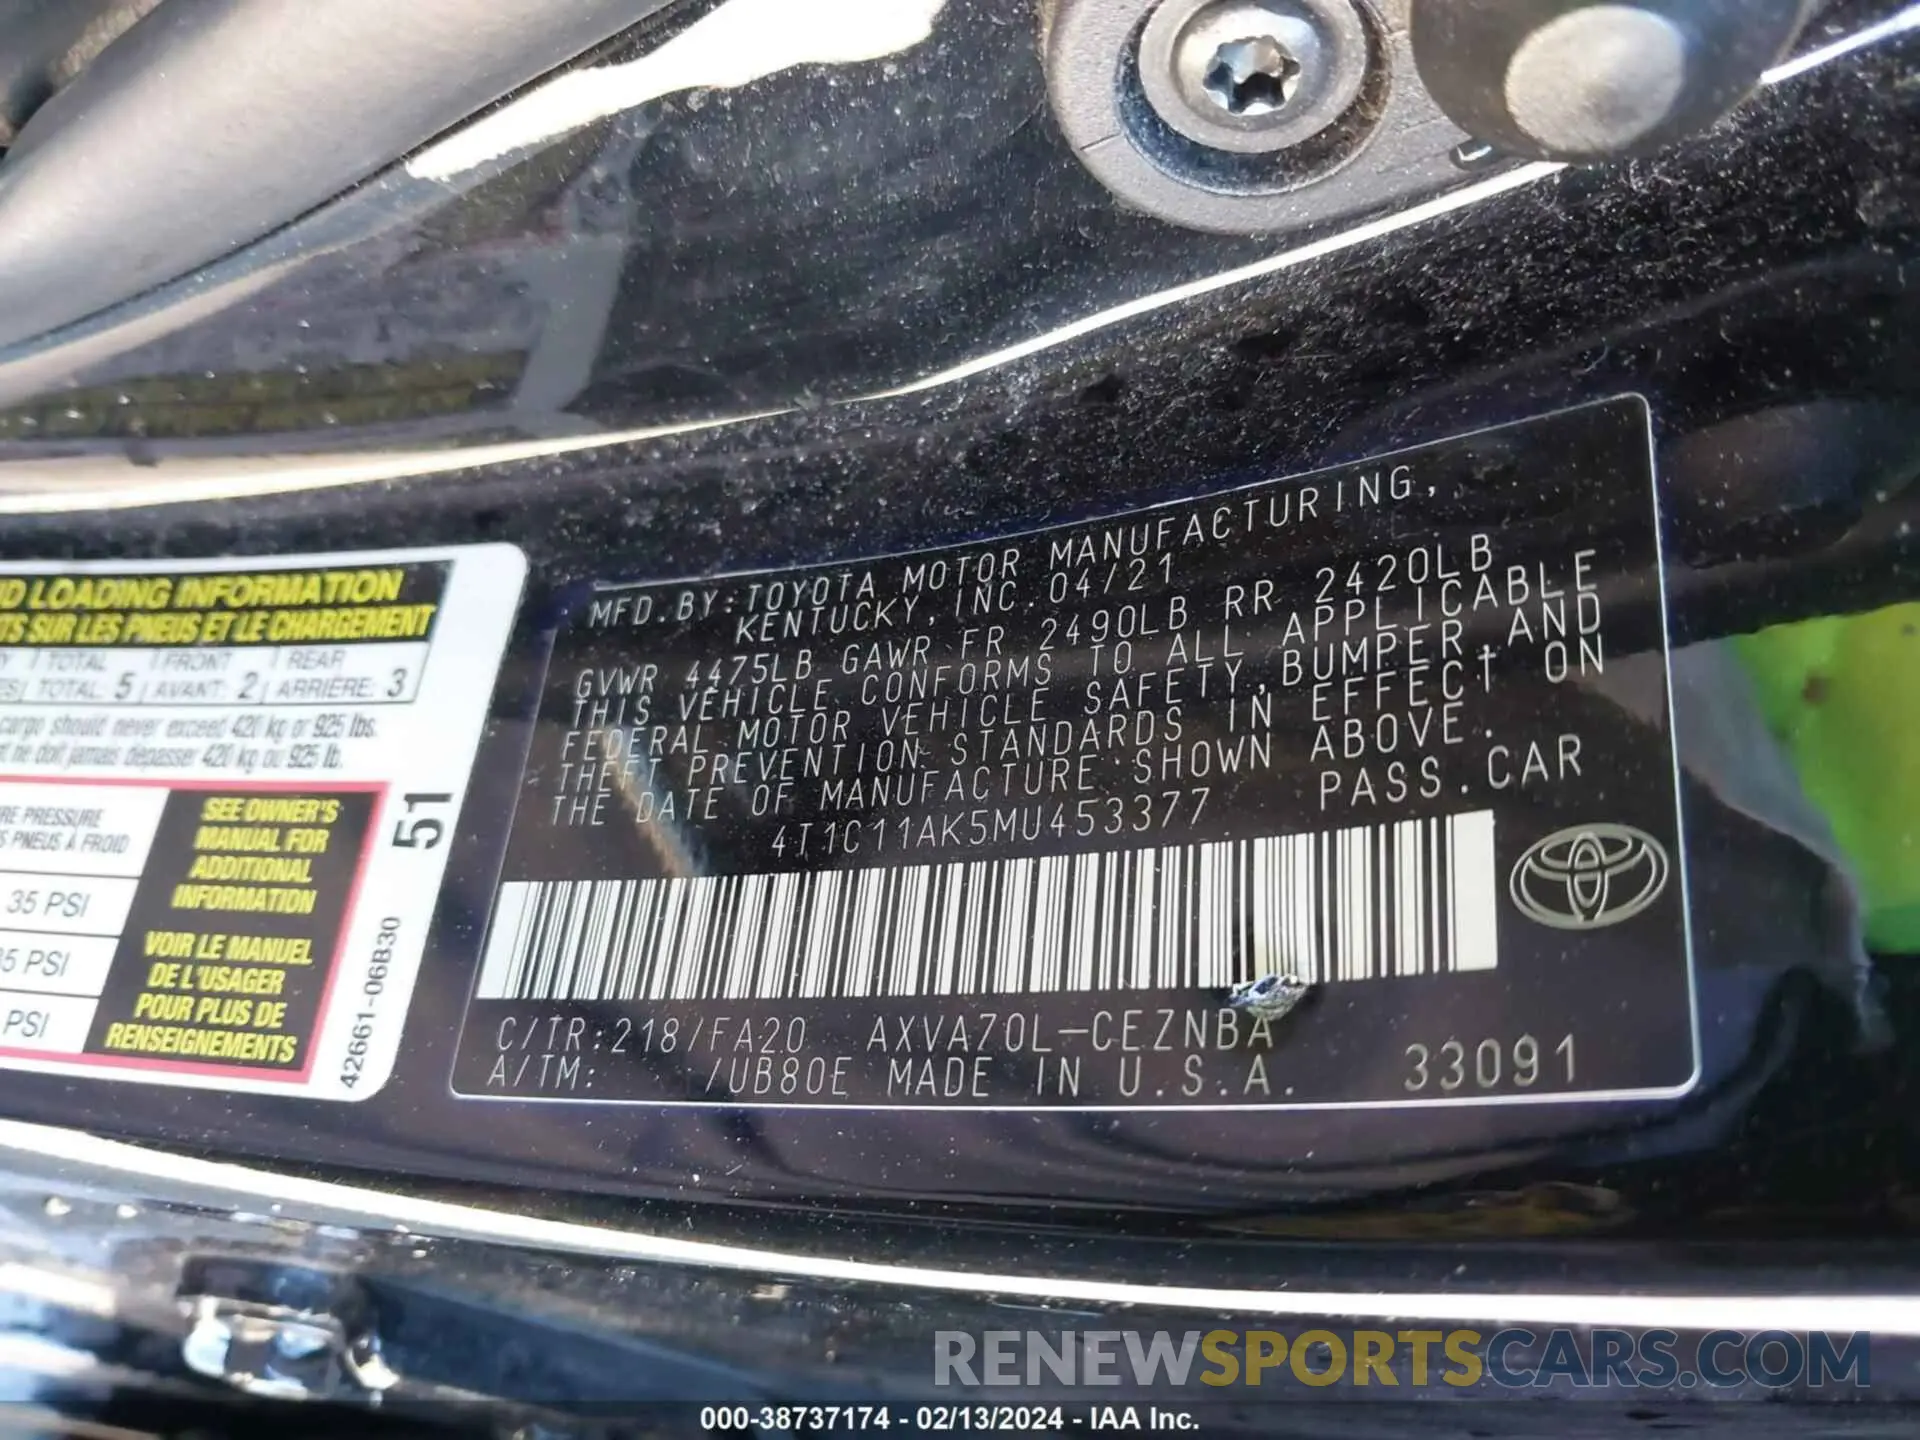 MFD.BY:TOYOTA MOTOR MANUFACTURING,
KENTUCKY, INC.04/21
GVWR 4475LB GAWR FR 2490LB RR 2420LB
THIS VEHICLE CONFORMS TO ALL APPLICABLE
FEDERAL MOTOR VEHICLE SAFETY, BUMPER, AND
THEFT PREVENTION STANDARDS IN EFFECT ON
THE DATE OF MANUFACTURE SHOWN ABOVE.
4T1C11AK5MU453377 PASS.CAR
C/TR:218/FA20 AXVA70L-CEZNBA
A/TM: /UB80E MADE IN U.S.A. 33091
LOADING INFORMATION
SUR LES PNEUS ET LE CHARGEMENT
TOTAL FRONT REAR
TOTAL: 5 AVANT: 2 ARRIÈRE: 3
cargo should never exceed 420 kg or 925 lbs.
ne doit jamais dépasser 420 kg ou 925 lb.
PRESSURE
PNEUS À FROID
35 PSI
PSI
PSI
SEE OWNER'S
MANUAL FOR
ADDITIONAL
INFORMATION
VOIR LE MANUEL
DE L'USAGER
POUR PLUS DE
RENSEIGNEMENTS
51
42661-06B30
RENEWSPORTSCARS.COM
000-38737174 - 02/13/2024 - IAA Inc.